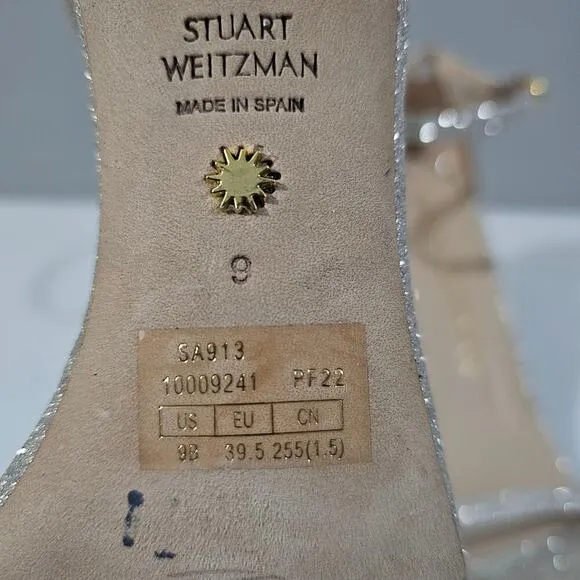 STUART
WEITZMAN
MADE IN SPAIN
9
SA913
10009241 PF22
US EU CN
9B 39.5 255(1.5)